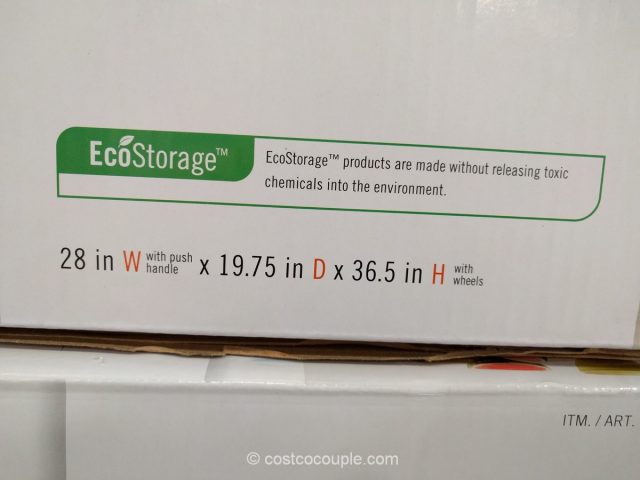 EcoStorage™
EcoStorage™ products are made without releasing toxic
chemicals into the environment.
28 in W with push handle x 19.75 in D x 36.5 in H with wheels
ITM. / ART.
© costcocouple.com